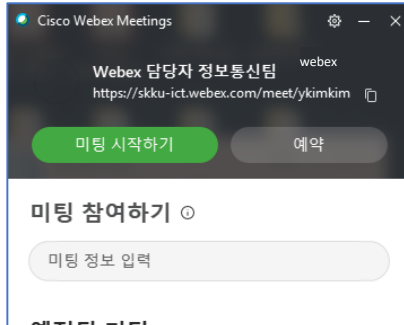 Cisco Webex Meetings
Webex 담당자 정보통신팀 webex
https://skku-ict.webex.com/meet/ykimkim
미팅 시작하기 예약
미팅 참여하기
미팅 정보 입력